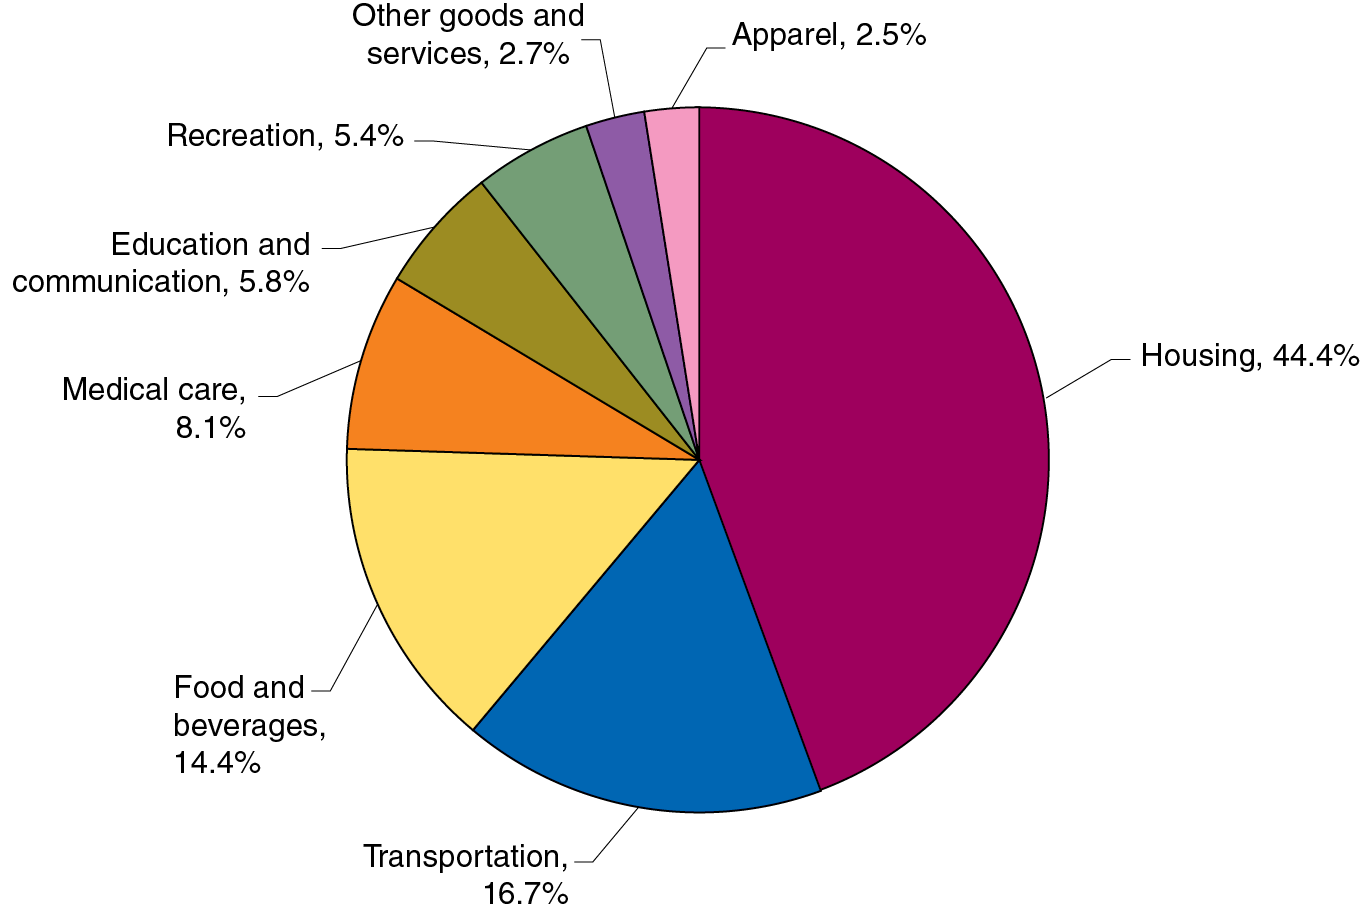 Other goods and
services, 2.7%
Apparel, 2.5%
Recreation, 5.4%
Education and
communication, 5.8%
Housing, 44.4%
Medical care,
8.1%
Food and
beverages,
14.4%
Transportation,
16.7%